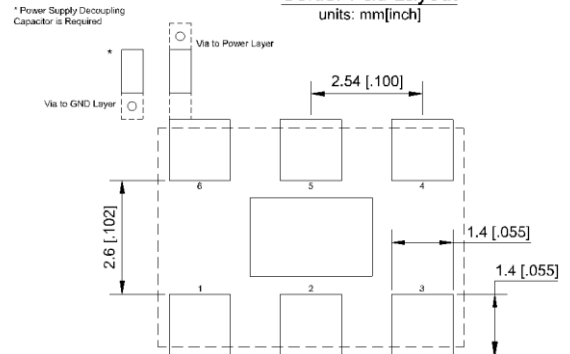 units: mm[inch]
* Power Supply Decoupling
Capacitor is Required
Via to Power Layer
*
Via to GND Layer
2.54 [.100]
6
5
4
2.6 [.102]
1.4 [.055]
1.4 [.055]
1
2
3